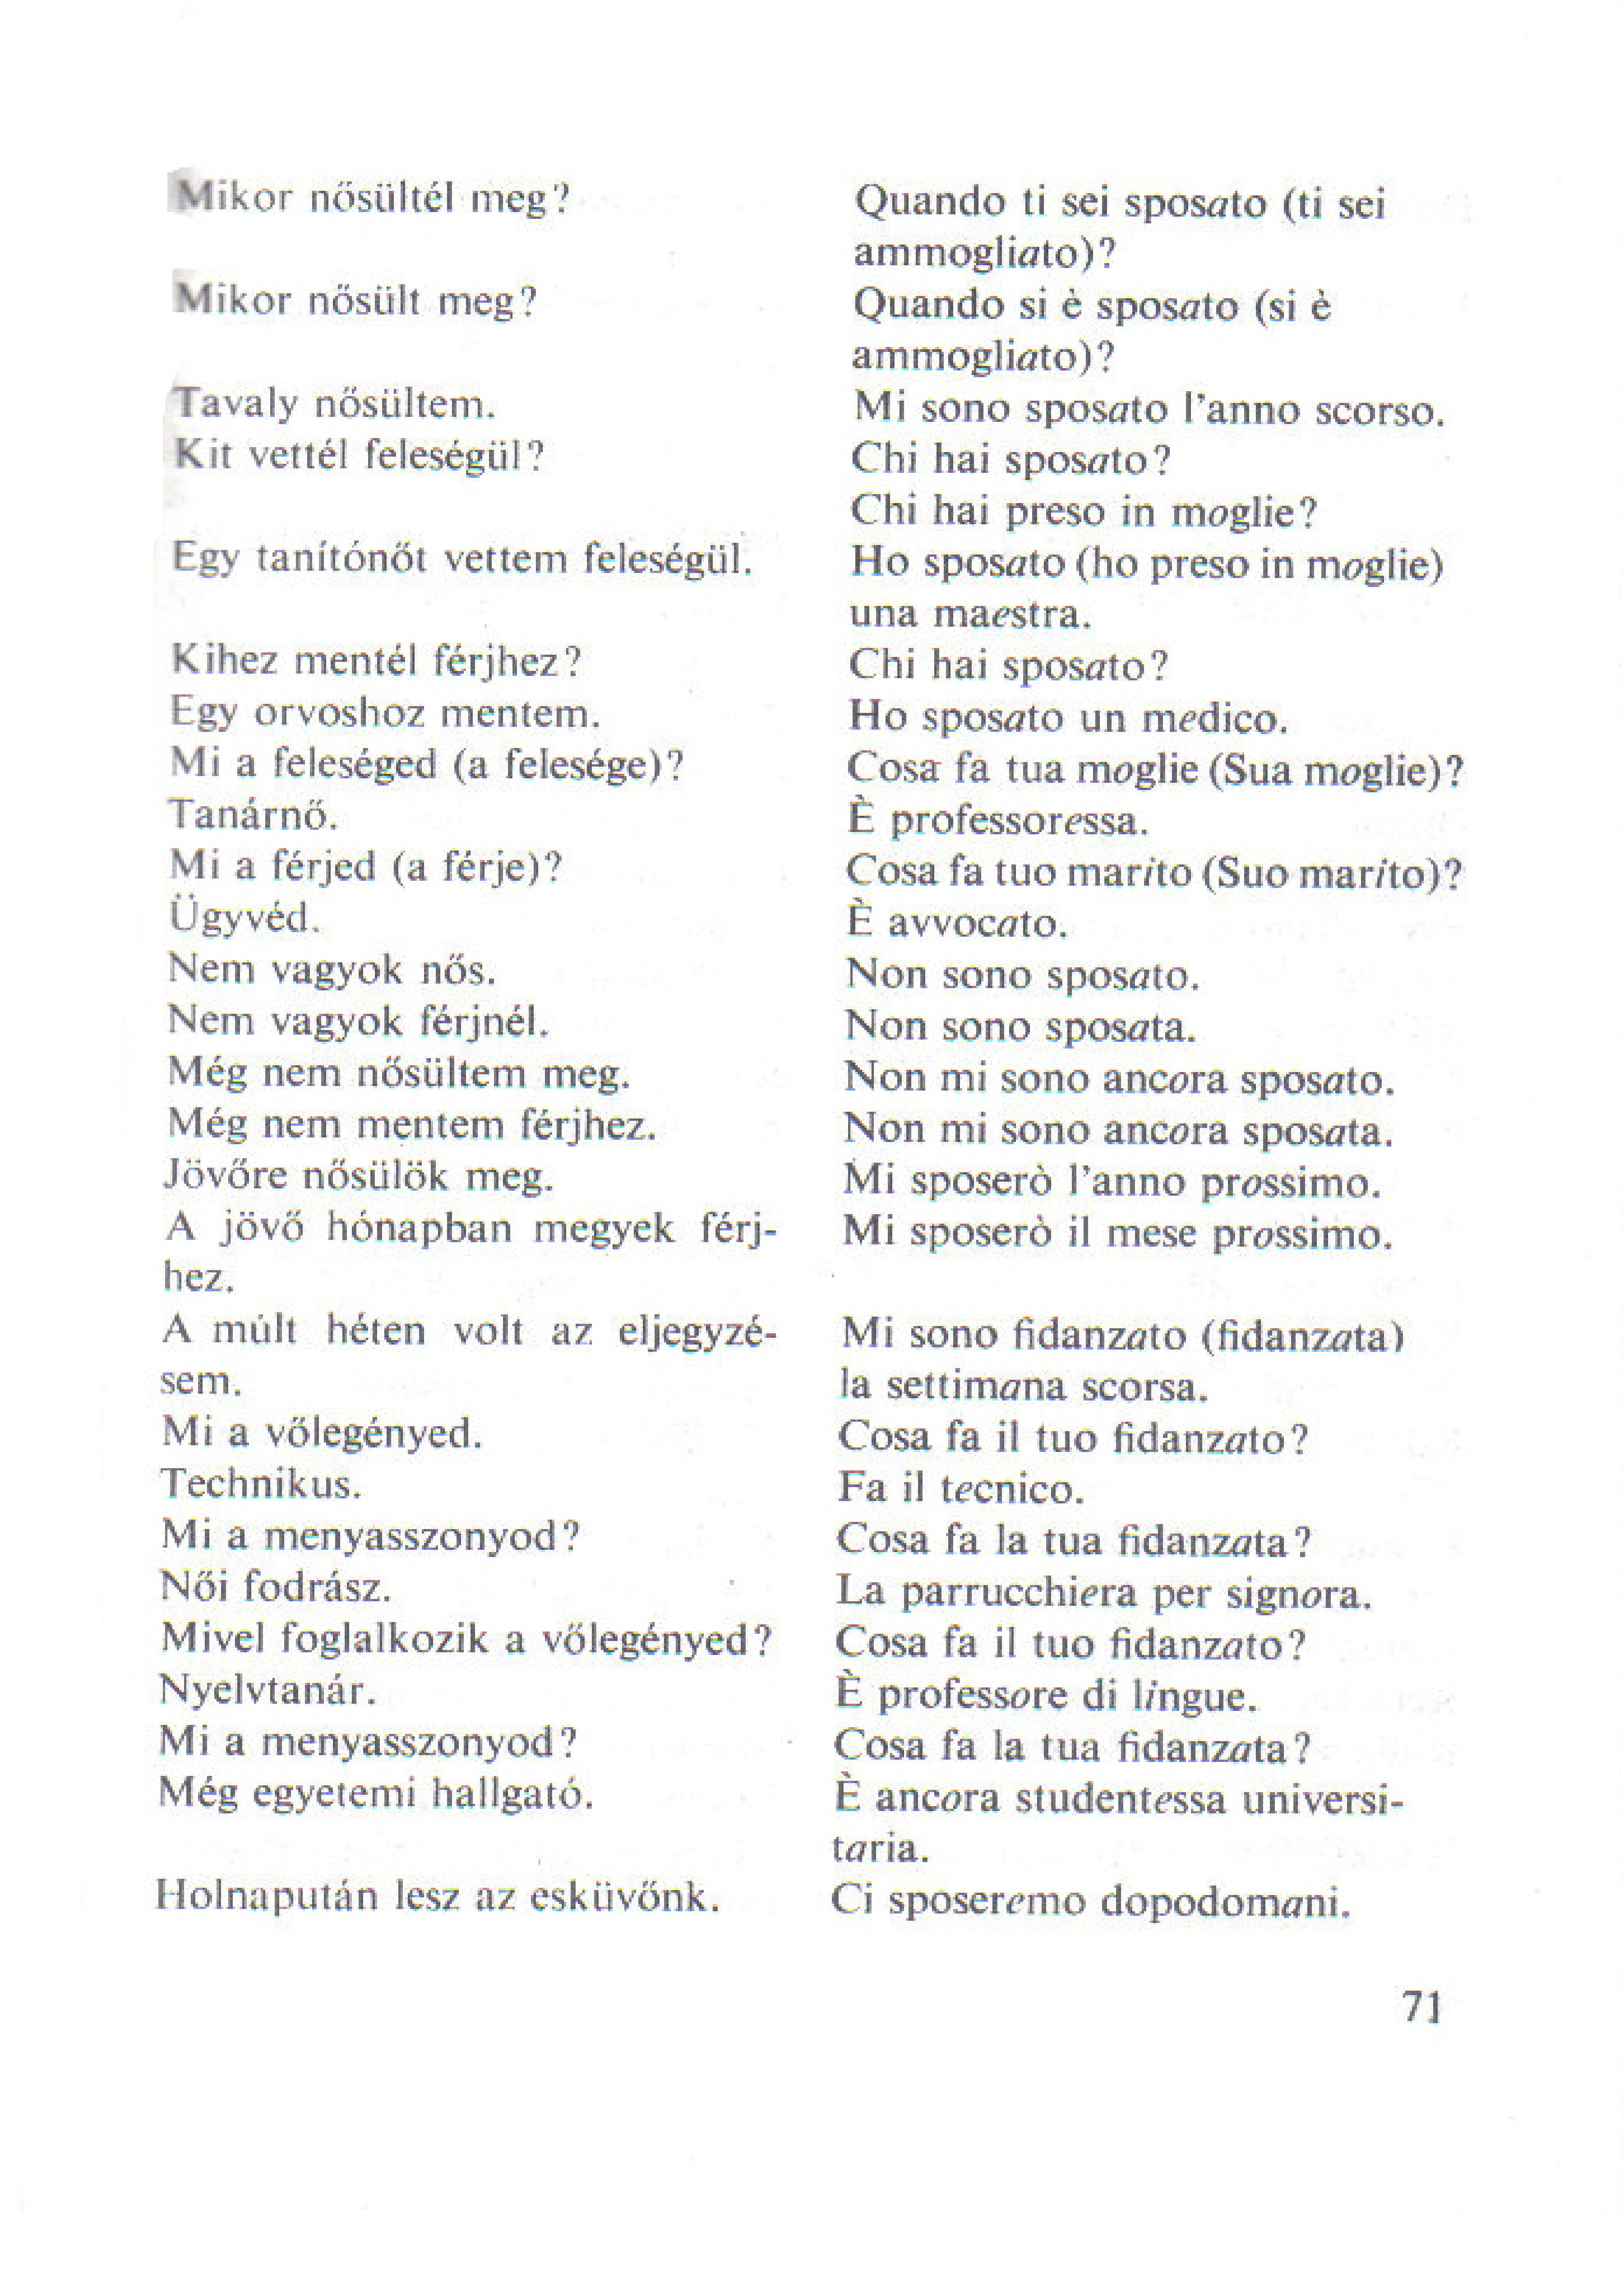 Mikor nősültél meg?
Mikor nősült meg?
Tavaly nősültem.
Kit vettél feleségül?
Egy tanítónőt vettem feleségül.
Kihez mentél férjhez?
Egy orvoshoz mentem.
Mi a feleséged (a felesége)?
Tanárnő.
Mi a férjed (a férje)?
Ügyvéd.
Nem vagyok nős.
Nem vagyok férjnél.
Még nem nősültem meg.
Még nem mentem férjhez.
Jövőre nősülök meg.
A jövő hónapban megyek férj-
hez.
A múlt héten volt az eljegyzé-
sem.
Mi a vőlegényed.
Technikus.
Mi a menyasszonyod?
Női fodrász.
Mivel foglalkozik a vőlegényed?
Nyelvtanár.
Mi a menyasszonyod?
Még egyetemi hallgató.
Holnapután lesz az esküvőnk.
Quando ti sei sposato (ti sei
ammogliato)?
Quando si è sposato (si è
ammogliato)?
Mi sono sposato l'anno scorso.
Chi hai sposato?
Chi hai preso in moglie?
Ho sposato (ho preso in moglie)
una maestra.
Chi hai sposato?
Ho sposato un medico.
Cosa fa tua moglie (Sua moglie)?
È professoressa.
Cosa fa tuo marito (Suo marito)?
È avvocato.
Non sono sposato.
Non sono sposata.
Non mi sono ancora sposato.
Non mi sono ancora sposata.
Mi sposerò l'anno prossimo.
Mi sposerò il mese prossimo.
Mi sono fidanzato (fidanzata)
la settimana scorsa.
Cosa fa il tuo fidanzato?
Fa il tecnico.
Cosa fa la tua fidanzata?
La parrucchiera per signora.
Cosa fa il tuo fidanzato?
È professore di lingue.
Cosa fa la tua fidanzata?
È ancora studentessa universi-
taria.
Ci sposeremo dopodomani.
71